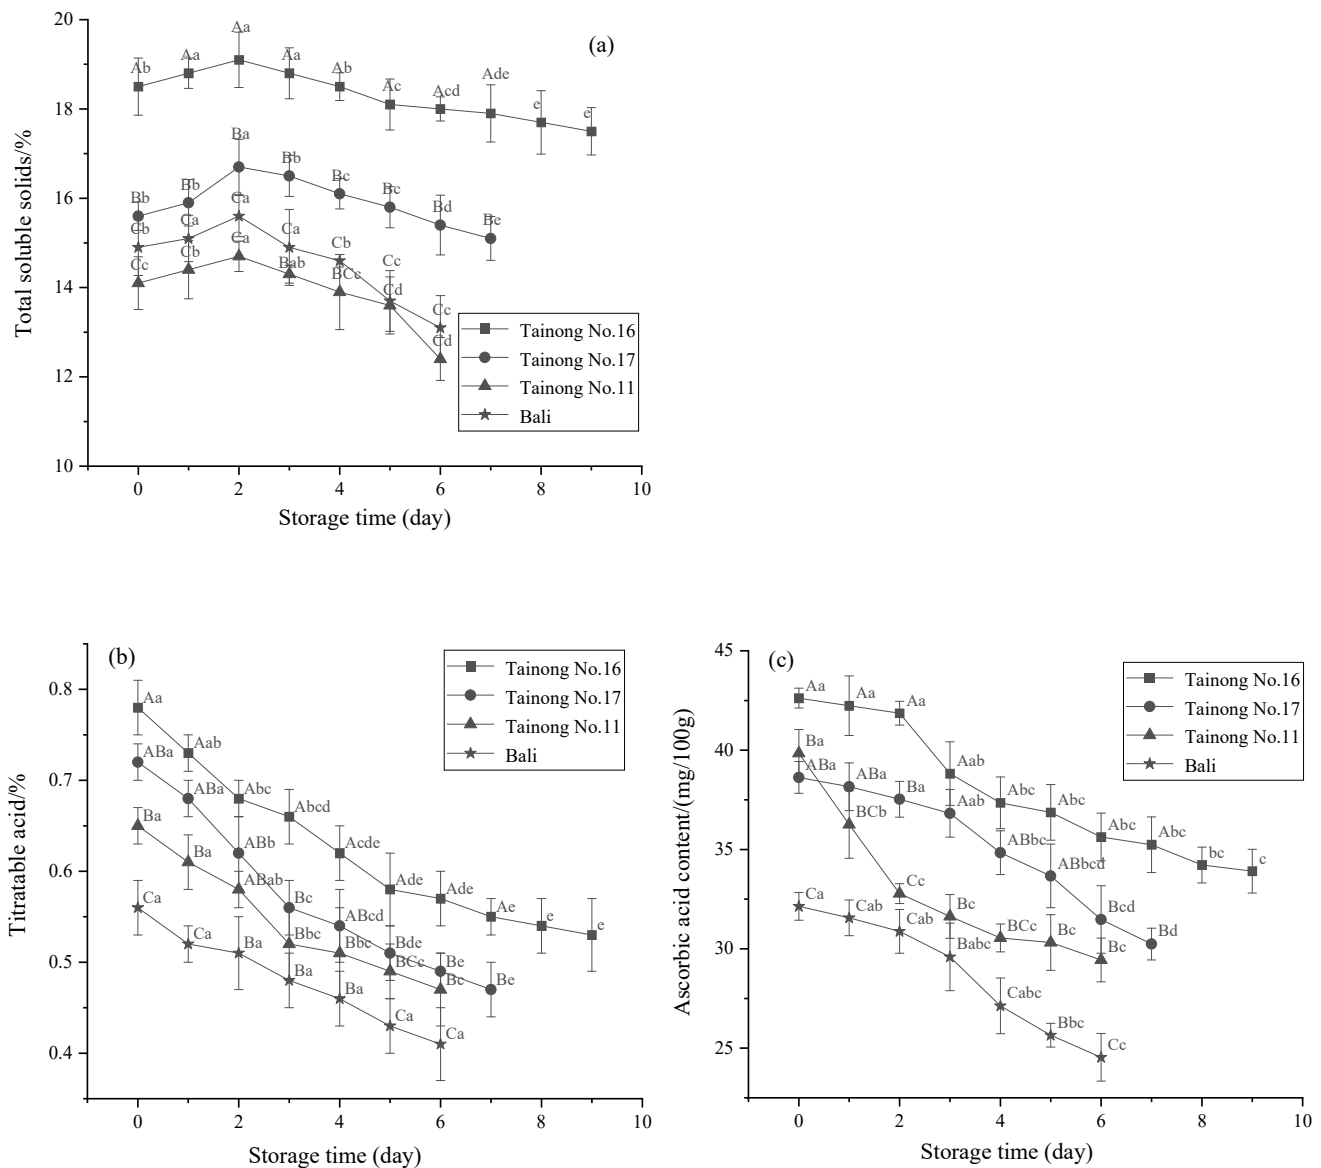 (a)
20
18
16
14
12
10
Total soluble solids/%
Ab
Aa
Aa
Aa
Ab
Ac
Acd
Ade
e
e
Bb
Bb
Ba
Bb
Bc
Bc
Bd
Be
Cb
Ca
Ca
Ca
Cb
Cc
Cc
Cc
Cb
Ca
Bab
BCc
Cd
Cd
Tainong No.16
Tainong No.17
Tainong No.11
Bali
0
2
4
6
8
10
Storage time (day)
(b)
0.8
0.7
0.6
0.5
0.4
Titratable acid/%
Aa
Aab
Abc
Abcd
Acde
Ade
Ade
Ae
e
e
ABa
ABa
ABb
Bc
ABcd
Bde
Be
Be
Ba
Ba
ABab
Bbc
Bbc
BCc
Bc
Ca
Ca
Ba
Ba
Ba
Ca
Ca
Tainong No.16
Tainong No.17
Tainong No.11
Bali
0
2
4
6
8
10
Storage time (day)
(c)
45
40
35
30
25
Ascorbic acid content/(mg/100g)
Aa
Aa
Aa
Aab
Abc
Abc
Abc
Abc
bc
c
ABa
ABa
Ba
Aab
ABbc
ABbcd
Bcd
Bd
Ba
BCb
Cc
Bc
BCc
Bc
Bc
Ca
Cab
Cab
Babc
Cabc
Bbc
Cc
Tainong No.16
Tainong No.17
Tainong No.11
Bali
0
2
4
6
8
10
Storage time (day)